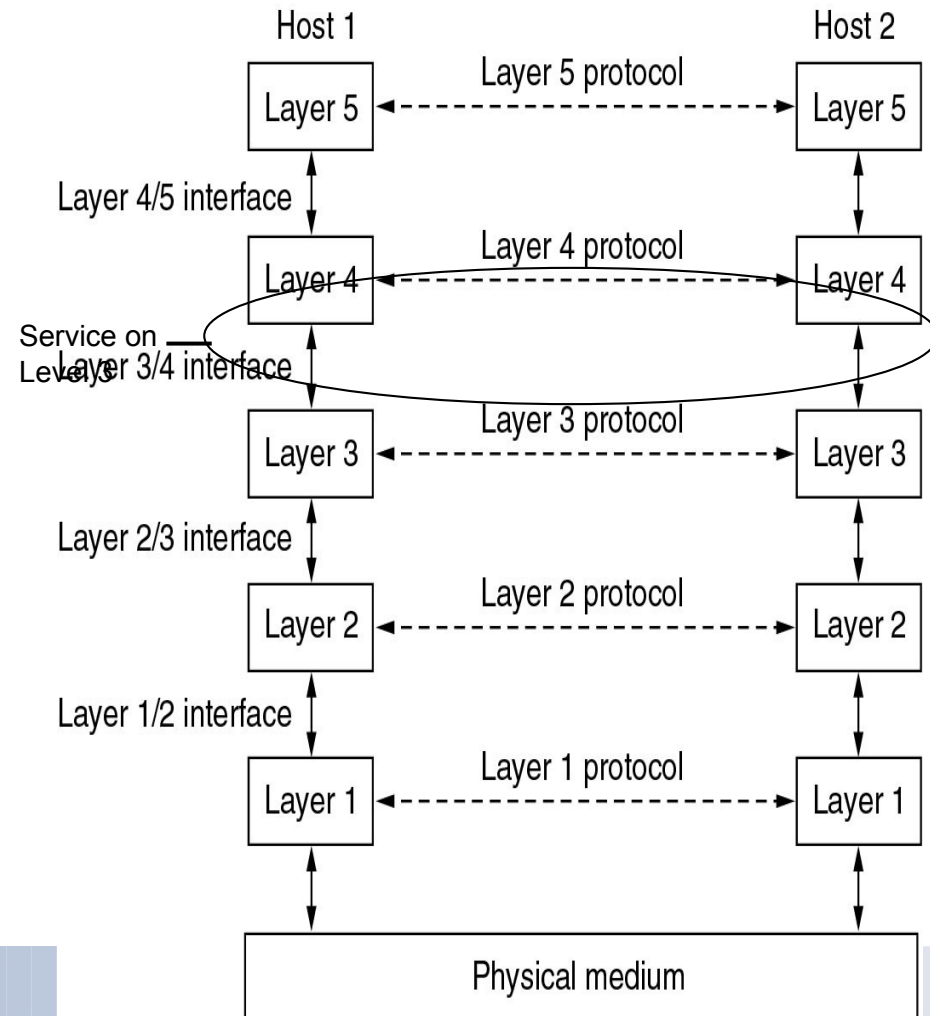 Host 1
Host 2
Layer 5 protocol
Layer 5
Layer 5
Layer 4/5 interface
Layer 4 protocol
Layer 4
Layer 4
Service on
Level 3
Layer 3/4 interface
Layer 3 protocol
Layer 3
Layer 3
Layer 2/3 interface
Layer 2 protocol
Layer 2
Layer 2
Layer 1/2 interface
Layer 1 protocol
Layer 1
Layer 1
Physical medium